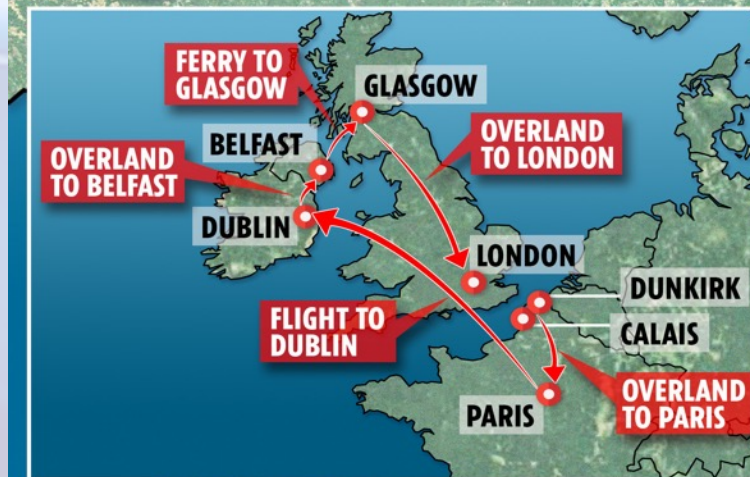 FERRY TO
GLASGOW
GLASGOW
BELFAST
OVERLAND
TO LONDON
OVERLAND
TO BELFAST
DUBLIN
LONDON
DUNKIRK
FLIGHT TO
DUBLIN
CALAIS
PARIS
OVERLAND
TO PARIS